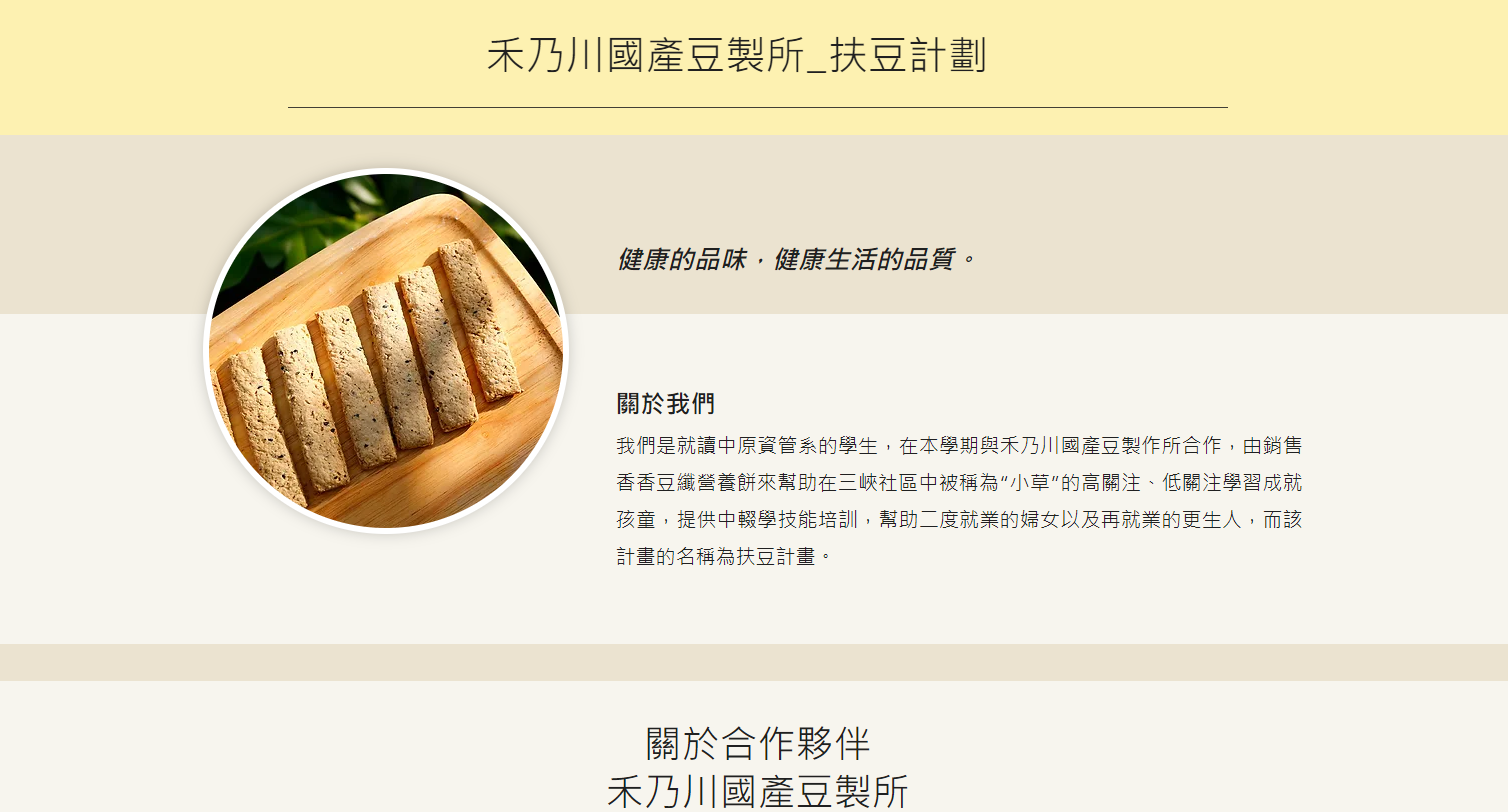 禾乃川國產豆製所_扶豆計劃
健康的品味．健康生活的品質。
關於我們
我們是就讀中原資管系的學生，在本學期與禾乃川國產豆製作所合作，由銷售
香香豆纖營養餅來幫助在三峽社區中被稱為“小草”的高關注、低關注學習成就
孩童，提供中輟學技能培訓，幫助二度就業的婦女以及再就業的更生人，而該
計畫的名稱為扶豆計畫。
關於合作夥伴
禾乃川國產豆製所